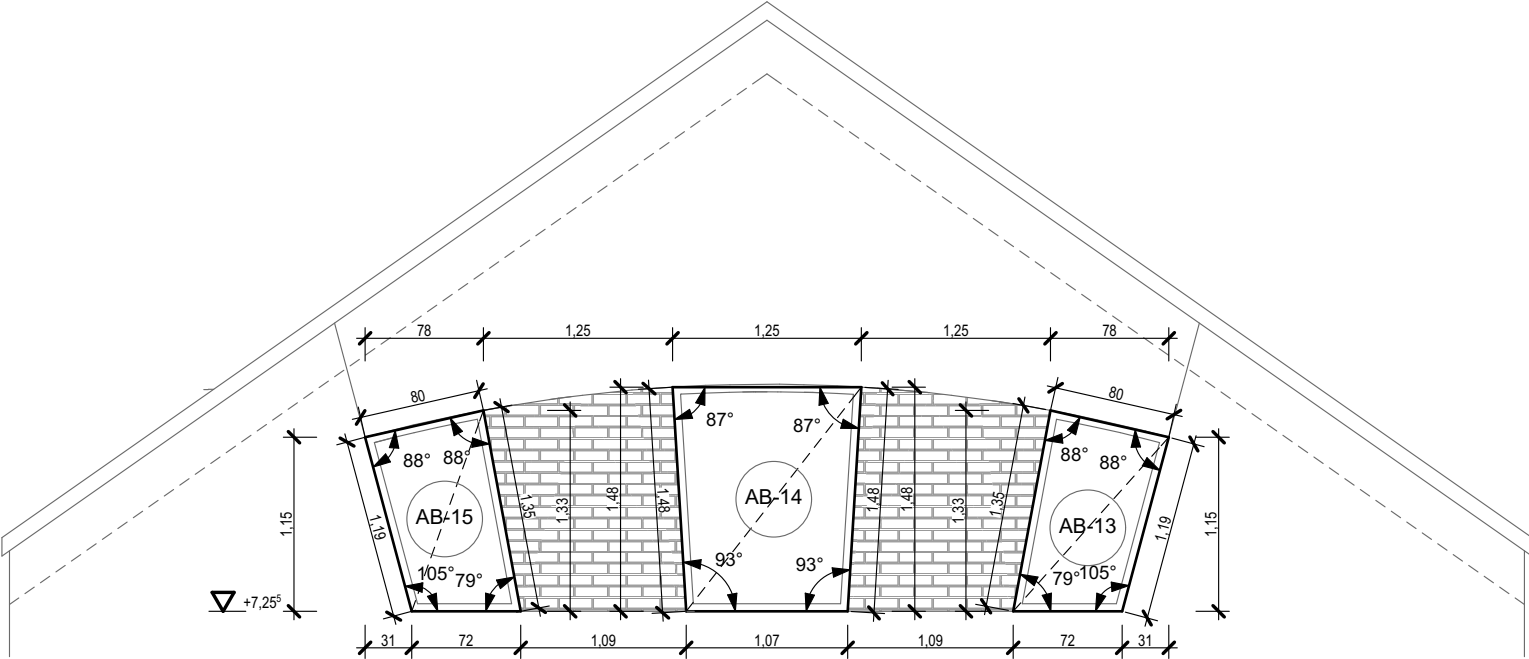 78 1,25 1,25 1,25 78
80 80
87° 87°
88° 88° 88° 88°
1,35 1,33 1,48 1,48 AB-14 1,48 1,48 1,33 1,35
AB-15 AB-13
1,15 1,19 1,19 1,15
93° 93°
105° 79° 79° 105°
+7,25⁵
31 72 1,09 1,07 1,09 72 31